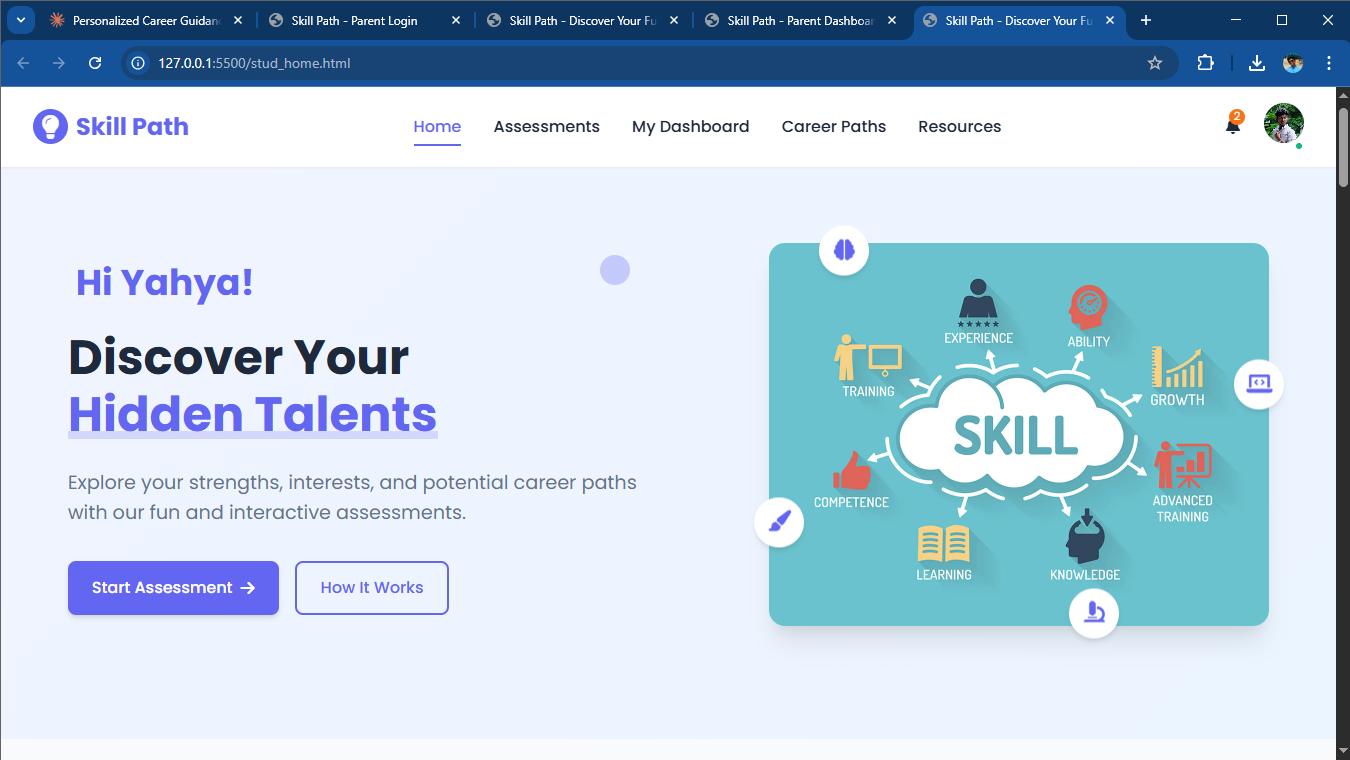 Personalized Career Guidanc
Skill Path - Parent Login
Skill Path - Discover Your Fu
Skill Path - Parent Dashboar
Skill Path - Discover Your Fu
127.0.0.1:5500/stud_home.html
Skill Path
Home
Assessments
My Dashboard
Career Paths
Resources
2
Hi Yahya!
Discover Your
Hidden Talents
Explore your strengths, interests, and potential career paths
with our fun and interactive assessments.
Start Assessment
How It Works
EXPERIENCE
ABILITY
TRAINING
GROWTH
SKILL
COMPETENCE
ADVANCED
TRAINING
LEARNING
KNOWLEDGE